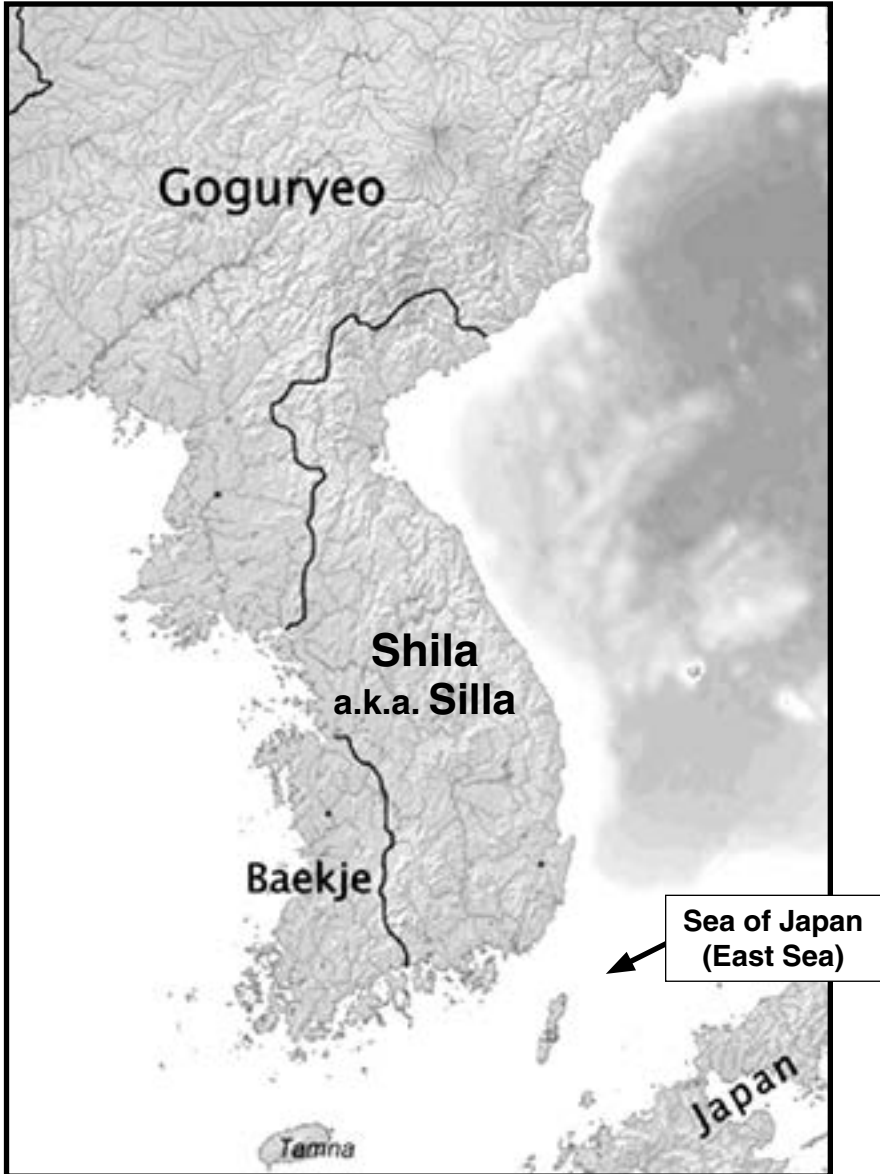 Goguryeo
Shila
a.k.a. Silla
Baekje
Sea of Japan
(East Sea)
Japan
Tamna